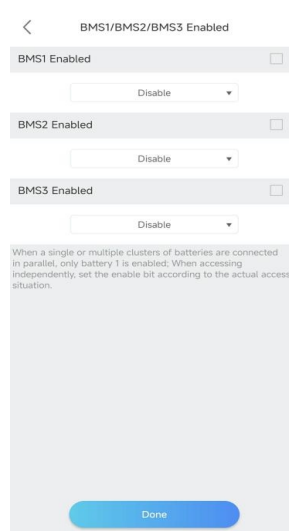 BMS1/BMS2/BMS3 Enabled
BMS1 Enabled
Disable
BMS2 Enabled
Disable
BMS3 Enabled
Disable
When a single or multiple clusters of batteries are connected
in parallel, only battery 1 is enabled; When accessing
independently, set the enable bit according to the actual access
situation.
Done